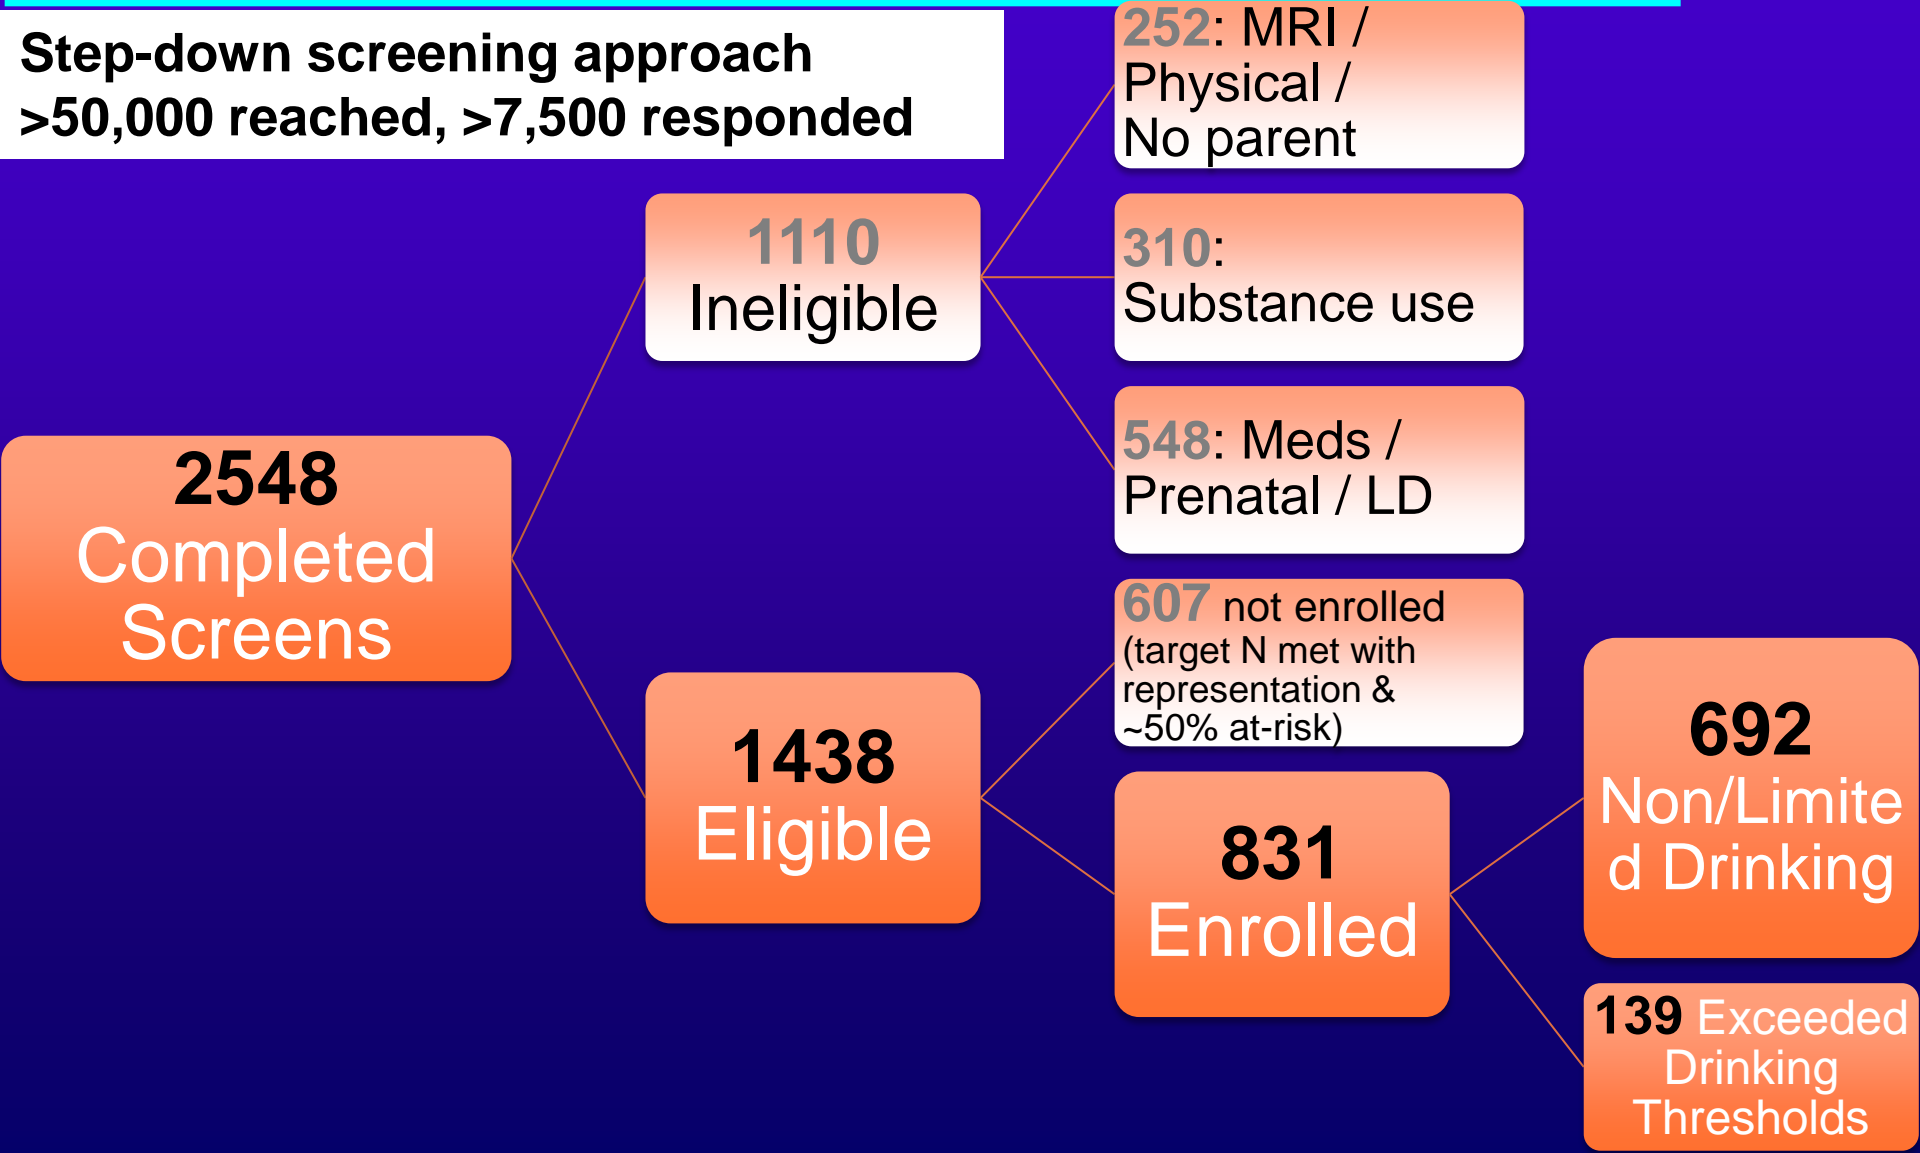 Step-down screening approach
>50,000 reached, >7,500 responded
2548
Completed
Screens
1110
Ineligible
252: MRI /
Physical /
No parent
310:
Substance use
548: Meds /
Prenatal / LD
1438
Eligible
607 not enrolled
(target N met with
representation &
~50% at-risk)
831
Enrolled
692
Non/Limite
d Drinking
139 Exceeded
Drinking
Thresholds